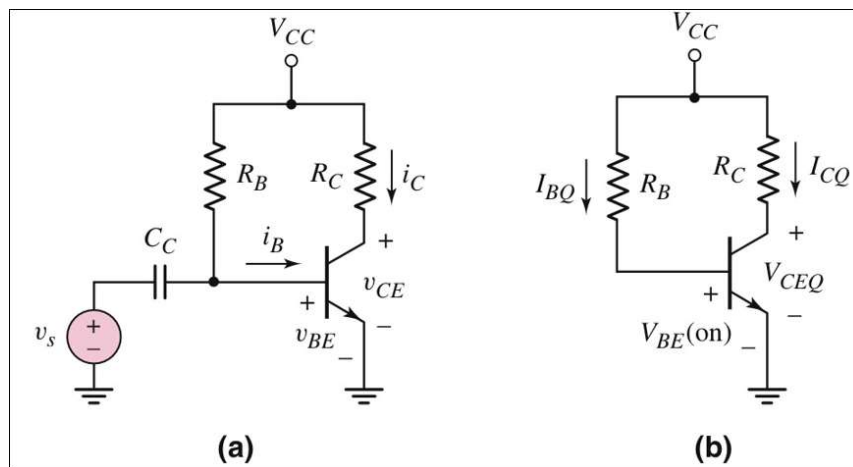 V_CC
R_B
R_C
i_C
C_C
i_B
+
v_CE
+
−
v_s
+
−
v_BE
−
(a)
V_CC
I_BQ
R_B
R_C
I_CQ
+
V_CEQ
+
−
V_BE(on)
−
(b)